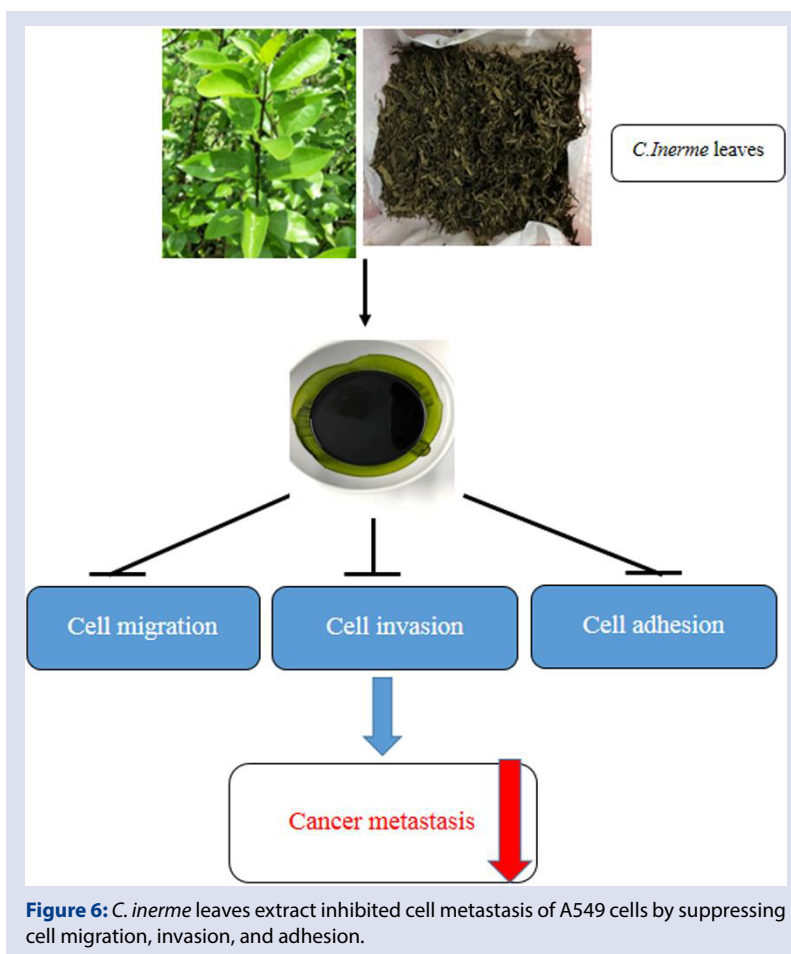 C.Inerme leaves
Cell migration
Cell invasion
Cell adhesion
Cancer metastasis
Figure 6: C. inerme leaves extract inhibited cell metastasis of A549 cells by suppressing
cell migration, invasion, and adhesion.